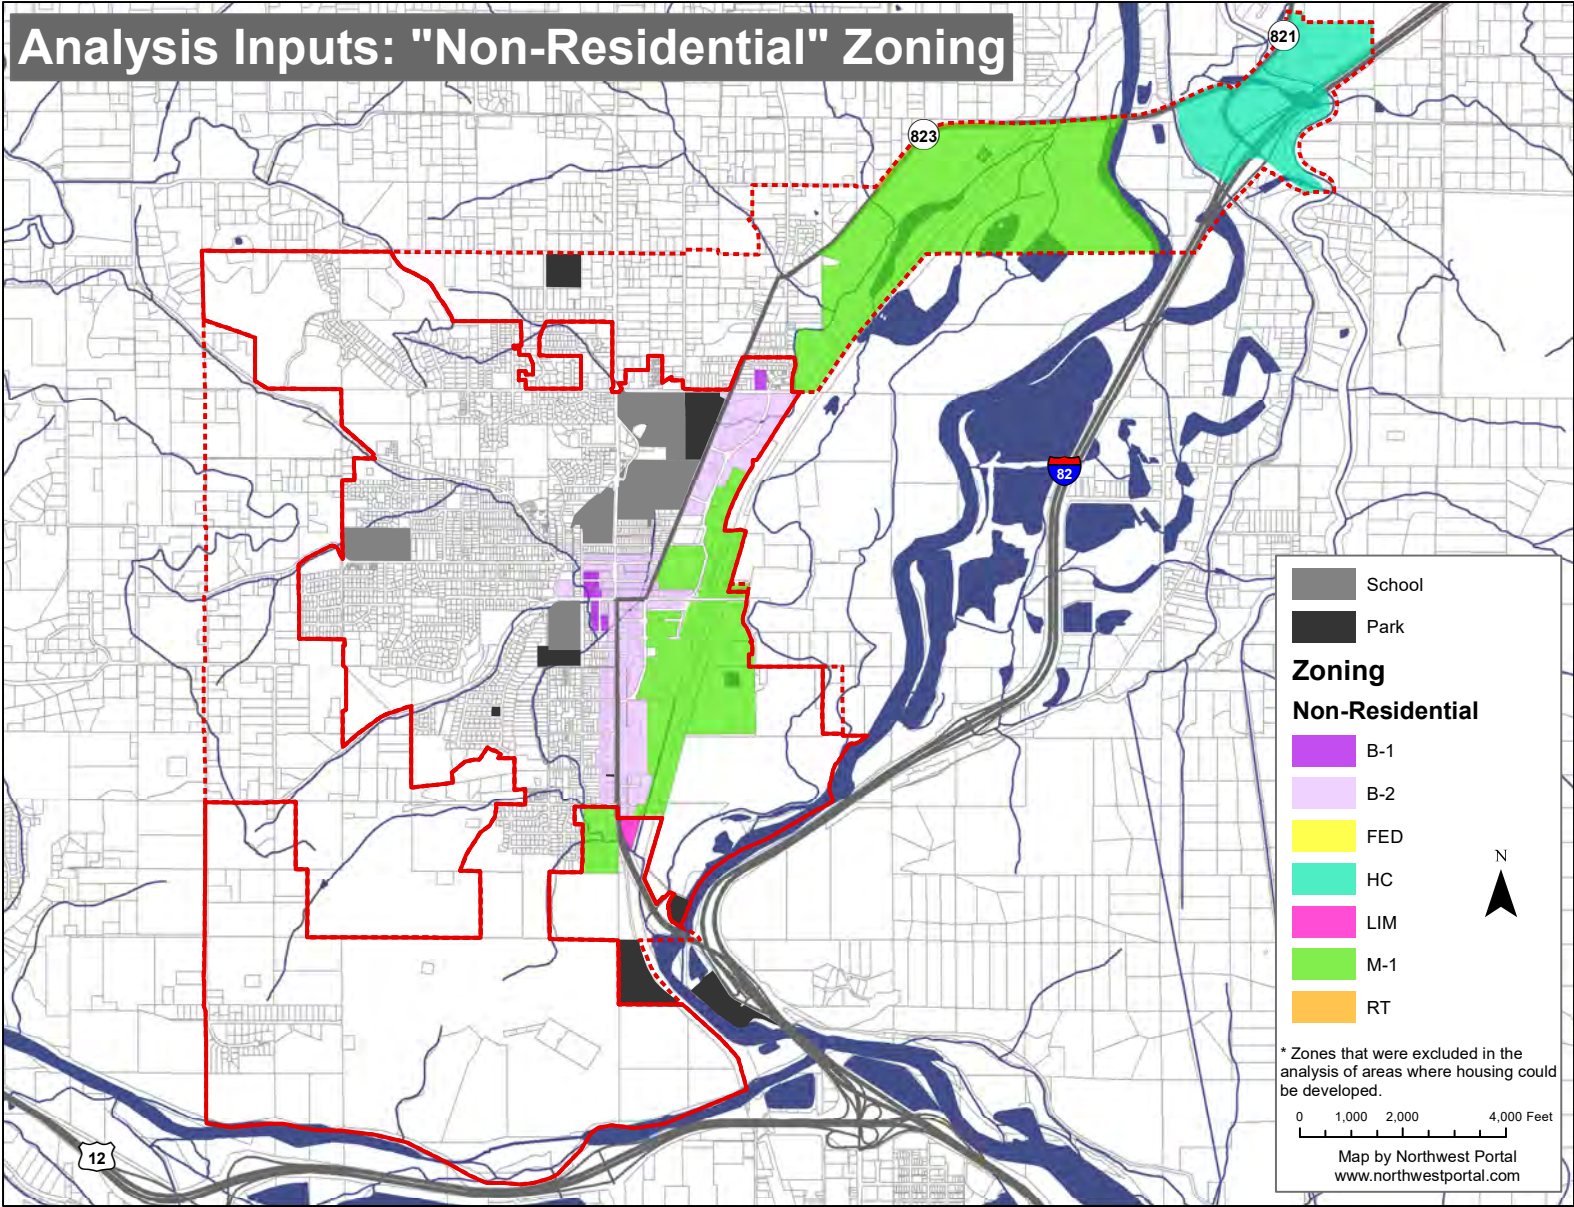 Analysis Inputs: "Non-Residential" Zoning
821
823
82
12
School
Park
Zoning
Non-Residential
B-1
B-2
FED
HC
LIM
M-1
RT
N
* Zones that were excluded in the
analysis of areas where housing could
be developed.
0 1,000 2,000 4,000 Feet
Map by Northwest Portal
www.northwestportal.com